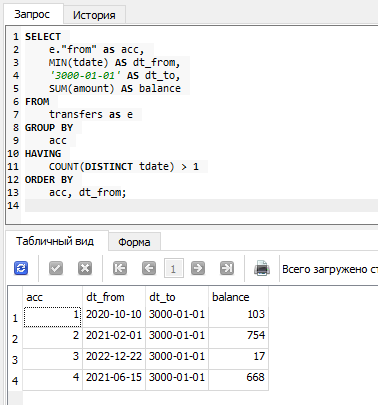 Запрос История
1 SELECT
2 e."from" as acc,
3 MIN(tdate) AS dt_from,
4 '3000-01-01' AS dt_to,
5 SUM(amount) AS balance
6 FROM
7 transfers as e
8 GROUP BY
9 acc
10 HAVING
11 COUNT(DISTINCT tdate) > 1
12 ORDER BY
13 acc, dt_from;
14
Табличный вид Форма
1 Всего загружено ст
acc dt_from dt_to balance
1 1 2020-10-10 3000-01-01 103
2 2 2021-02-01 3000-01-01 754
3 3 2022-12-22 3000-01-01 17
4 4 2021-06-15 3000-01-01 668